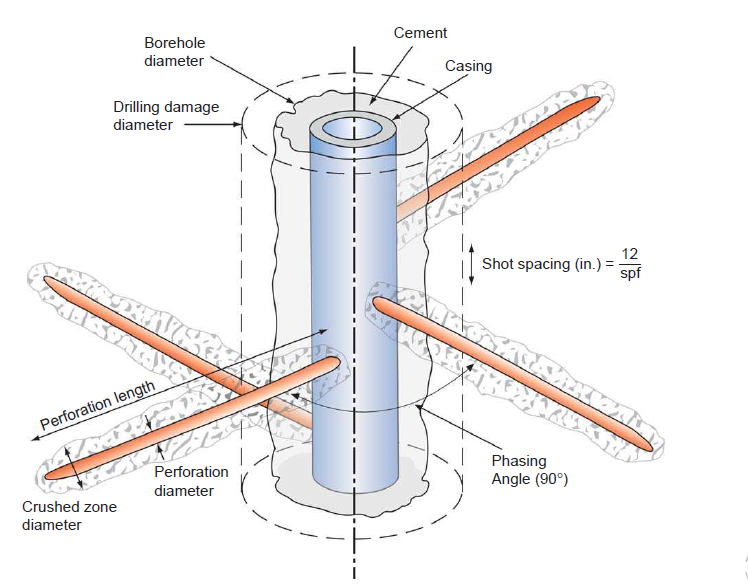 Cement
Borehole
diameter
Casing
Drilling damage
diameter
Shot spacing (in.) = 12
spf
Perforation length
Perforation
diameter
Phasing
Angle (90°)
Crushed zone
diameter